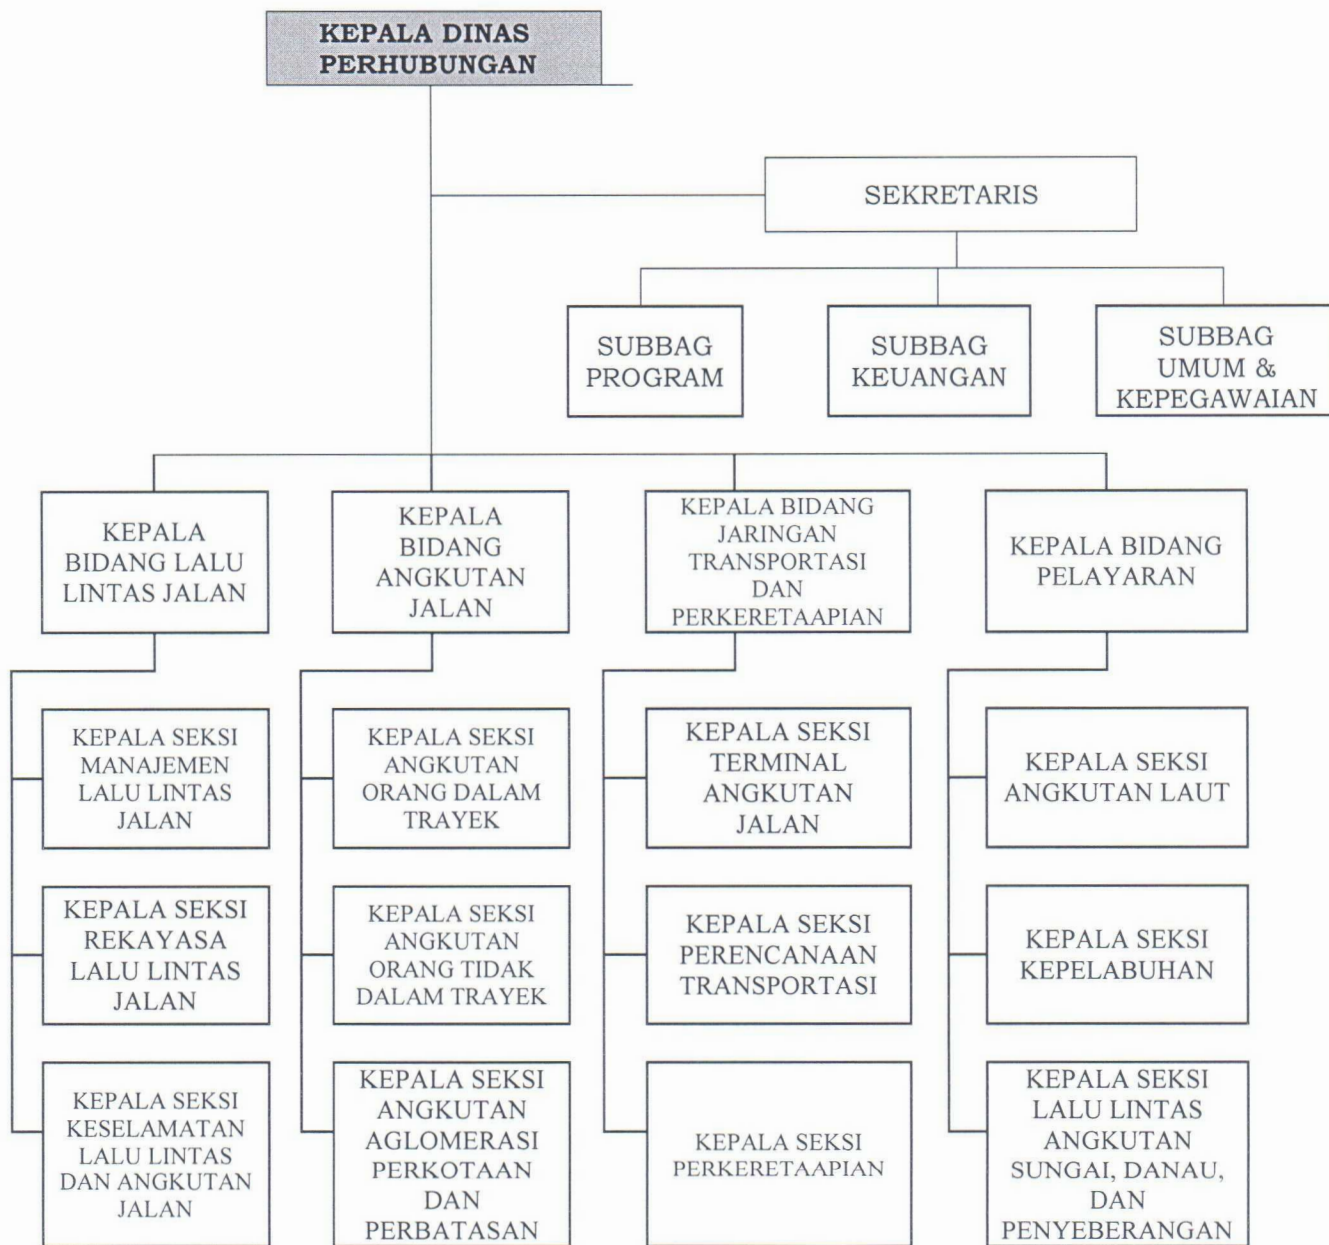 KEPALA DINAS
PERHUBUNGAN
SEKRETARIS
SUBBAG
PROGRAM
SUBBAG
KEUANGAN
SUBBAG
UMUM &
KEPEGAWAIAN
KEPALA
BIDANG LALU
LINTAS JALAN
KEPALA
BIDANG
ANGKUTAN
JALAN
KEPALA BIDANG
JARINGAN
TRANSPORTASI
DAN
PERKERETAAPIAN
KEPALA BIDANG
PELAYARAN
KEPALA SEKSI
MANAJEMEN
LALU LINTAS
JALAN
KEPALA SEKSI
ANGKUTAN
ORANG DALAM
TRAYEK
KEPALA SEKSI
TERMINAL
ANGKUTAN
JALAN
KEPALA SEKSI
ANGKUTAN LAUT
KEPALA SEKSI
REKAYASA
LALU LINTAS
JALAN
KEPALA SEKSI
ANGKUTAN
ORANG TIDAK
DALAM TRAYEK
KEPALA SEKSI
PERENCANAAN
TRANSPORTASI
KEPALA SEKSI
KEPELABUHAN
KEPALA SEKSI
KESELAMATAN
LALU LINTAS
DAN ANGKUTAN
JALAN
KEPALA SEKSI
ANGKUTAN
AGLOMERASI
PERKOTAAN
DAN
PERBATASAN
KEPALA SEKSI
PERKERETAAPIAN
KEPALA SEKSI
LALU LINTAS
ANGKUTAN
SUNGAI, DANAU,
DAN
PENYEBERANGAN